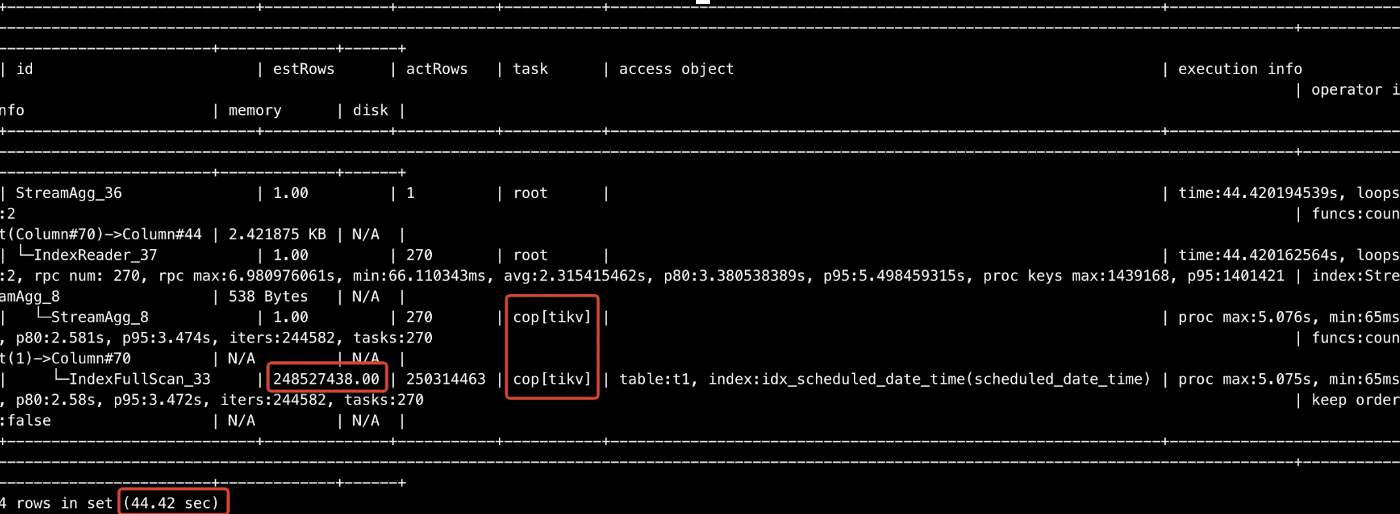 | id | estRows | actRows | task | access object | execution info
| operator i
nfo | memory | disk |
| StreamAgg_36 | 1.00 | 1 | root | | time:44.420194539s, loops
:2 | funcs:coun
t(Column#70)->Column#44 | 2.421875 KB | N/A |
| └─IndexReader_37 | 1.00 | 270 | root | | time:44.420162564s, loops
:2, rpc num: 270, rpc max:6.980976061s, min:66.110343ms, avg:2.315415462s, p80:3.380538389s, p95:5.498459315s, proc keys max:1439168, p95:1401421 | index:Stre
amAgg_8 | 538 Bytes | N/A |
| └─StreamAgg_8 | 1.00 | 270 | cop[tikv] | | proc max:5.076s, min:65ms
, p80:2.581s, p95:3.474s, iters:244582, tasks:270 | funcs:coun
t(1)->Column#70 | N/A | N/A |
| └─IndexFullScan_33 | 248527438.00 | 250314463 | cop[tikv] | table:t1, index:idx_scheduled_date_time(scheduled_date_time) | proc max:5.075s, min:65ms
, p80:2.58s, p95:3.472s, iters:244582, tasks:270 | keep order
:false | N/A | N/A |
4 rows in set (44.42 sec)